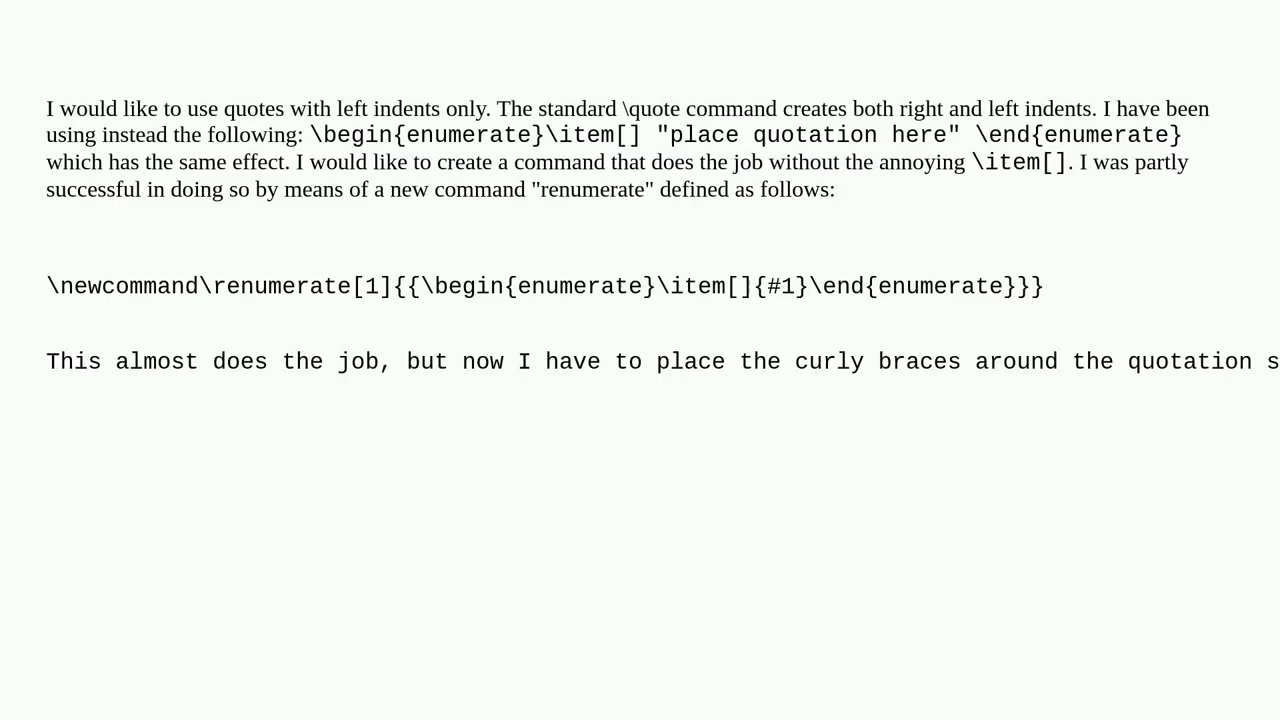 I would like to use quotes with left indents only. The standard \quote command creates both right and left indents. I have been
using instead the following: \begin{enumerate}\item[] "place quotation here" \end{enumerate}
which has the same effect. I would like to create a command that does the job without the annoying \item[]. I was partly
successful in doing so by means of a new command "renumerate" defined as follows:
\newcommand\renumerate[1]{{\begin{enumerate}\item[]{#1}\end{enumerate}}}
This almost does the job, but now I have to place the curly braces around the quotation s